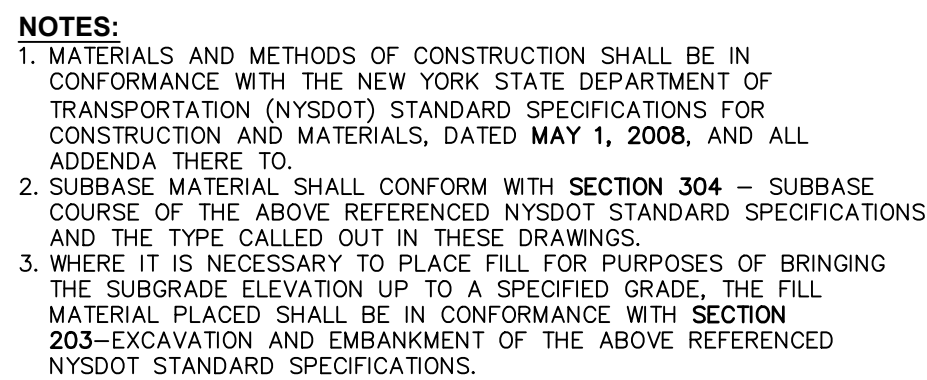 NOTES:
1. MATERIALS AND METHODS OF CONSTRUCTION SHALL BE IN
CONFORMANCE WITH THE NEW YORK STATE DEPARTMENT OF
TRANSPORTATION (NYSDOT) STANDARD SPECIFICATIONS FOR
CONSTRUCTION AND MATERIALS, DATED MAY 1, 2008, AND ALL
ADDENDA THERE TO.
2. SUBBASE MATERIAL SHALL CONFORM WITH SECTION 304 – SUBBASE
COURSE OF THE ABOVE REFERENCED NYSDOT STANDARD SPECIFICATIONS
AND THE TYPE CALLED OUT IN THESE DRAWINGS.
3. WHERE IT IS NECESSARY TO PLACE FILL FOR PURPOSES OF BRINGING
THE SUBGRADE ELEVATION UP TO A SPECIFIED GRADE, THE FILL
MATERIAL PLACED SHALL BE IN CONFORMANCE WITH SECTION
203–EXCAVATION AND EMBANKMENT OF THE ABOVE REFERENCED
NYSDOT STANDARD SPECIFICATIONS.